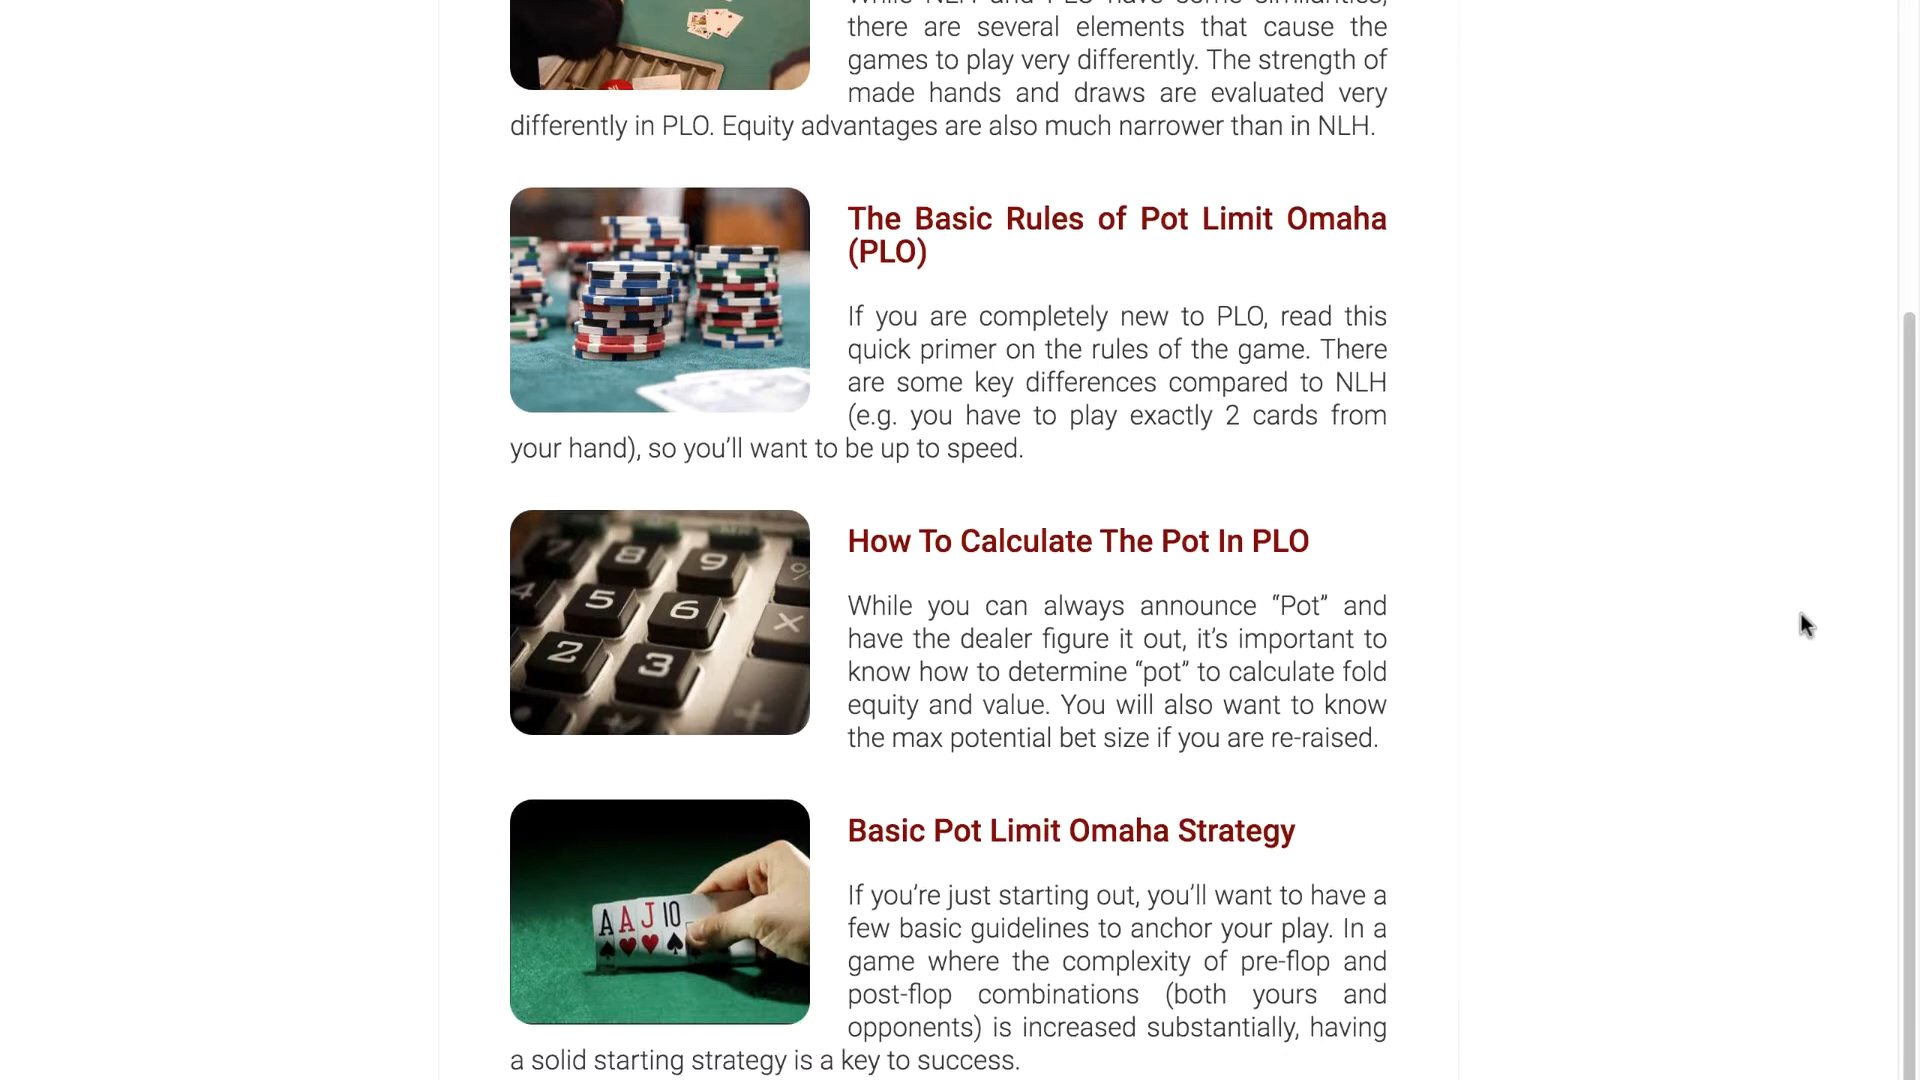 there are several elements that cause the
games to play very differently. The strength of
made hands and draws are evaluated very
differently in PLO. Equity advantages are also much narrower than in NLH.
The Basic Rules of Pot Limit Omaha
(PLO)
If you are completely new to PLO, read this
quick primer on the rules of the game. There
are some key differences compared to NLH
(e.g. you have to play exactly 2 cards from
your hand), so you’ll want to be up to speed.
7 8 9 %
4 5 6 X
2 3
+
How To Calculate The Pot In PLO
While you can always announce “Pot” and
have the dealer figure it out, it’s important to
know how to determine “pot” to calculate fold
equity and value. You will also want to know
the max potential bet size if you are re-raised.
A A J 10
Basic Pot Limit Omaha Strategy
If you’re just starting out, you’ll want to have a
few basic guidelines to anchor your play. In a
game where the complexity of pre-flop and
post-flop combinations (both yours and
opponents) is increased substantially, having
a solid starting strategy is a key to success.